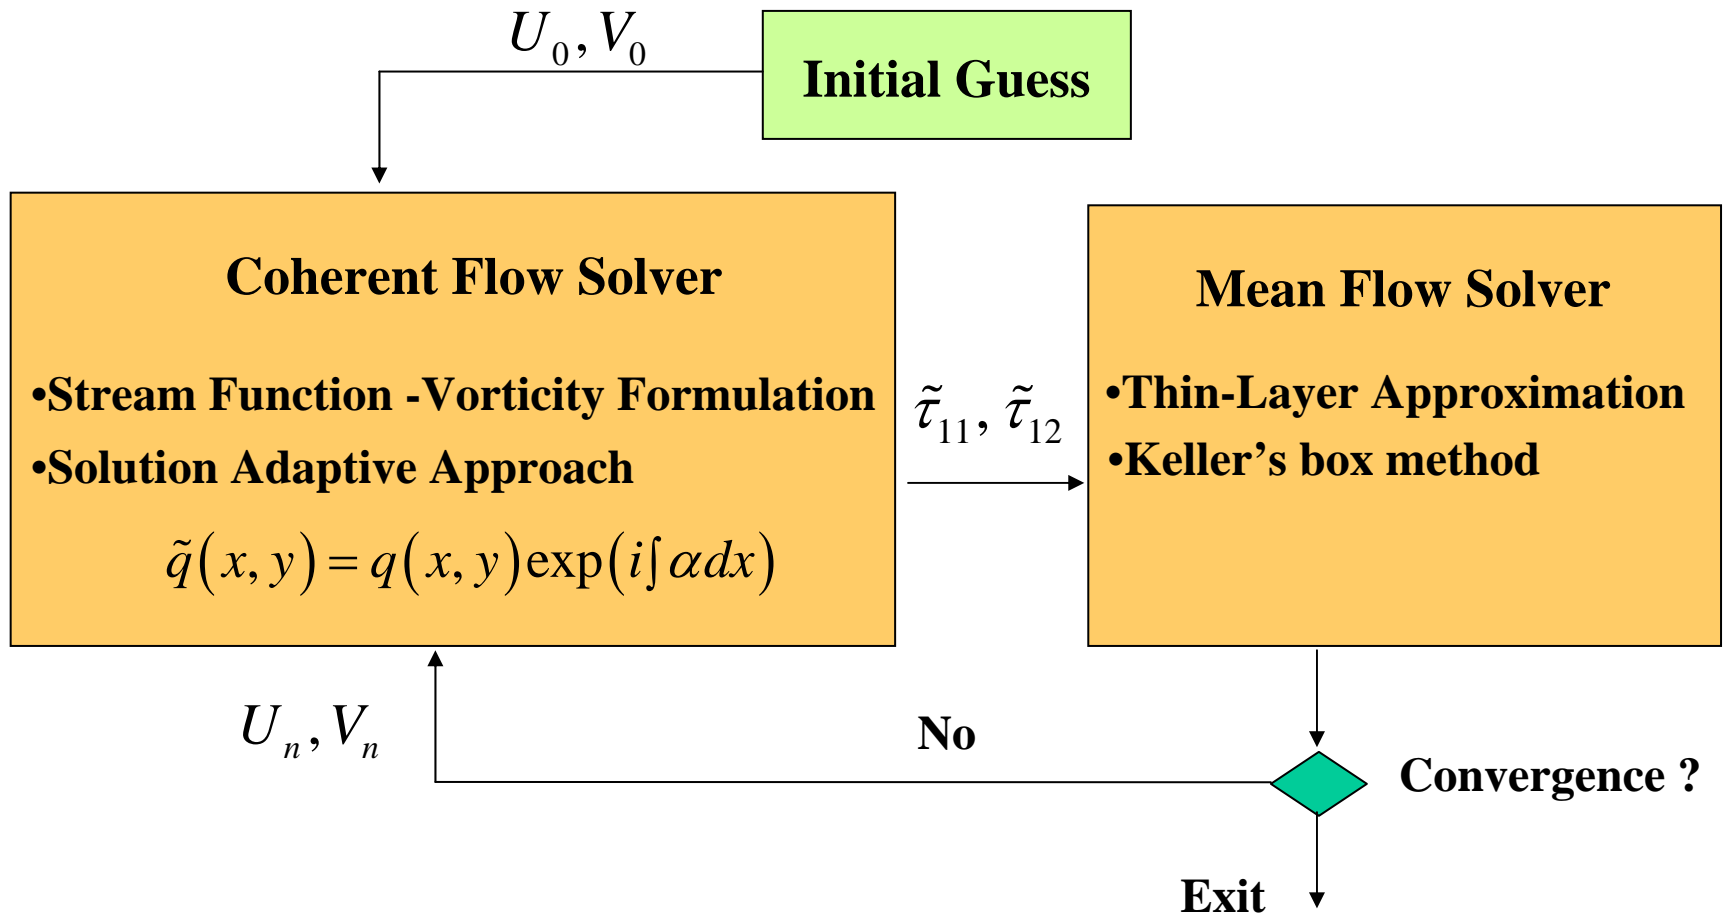 U₀, V₀
Initial Guess
Coherent Flow Solver
•Stream Function -Vorticity Formulation
•Solution Adaptive Approach
q̃(x, y) = q(x, y)exp(i∫αdx)
τ̃₁₁, τ̃₁₂
Mean Flow Solver
•Thin-Layer Approximation
•Keller’s box method
Uₙ, Vₙ
No
Convergence ?
Exit